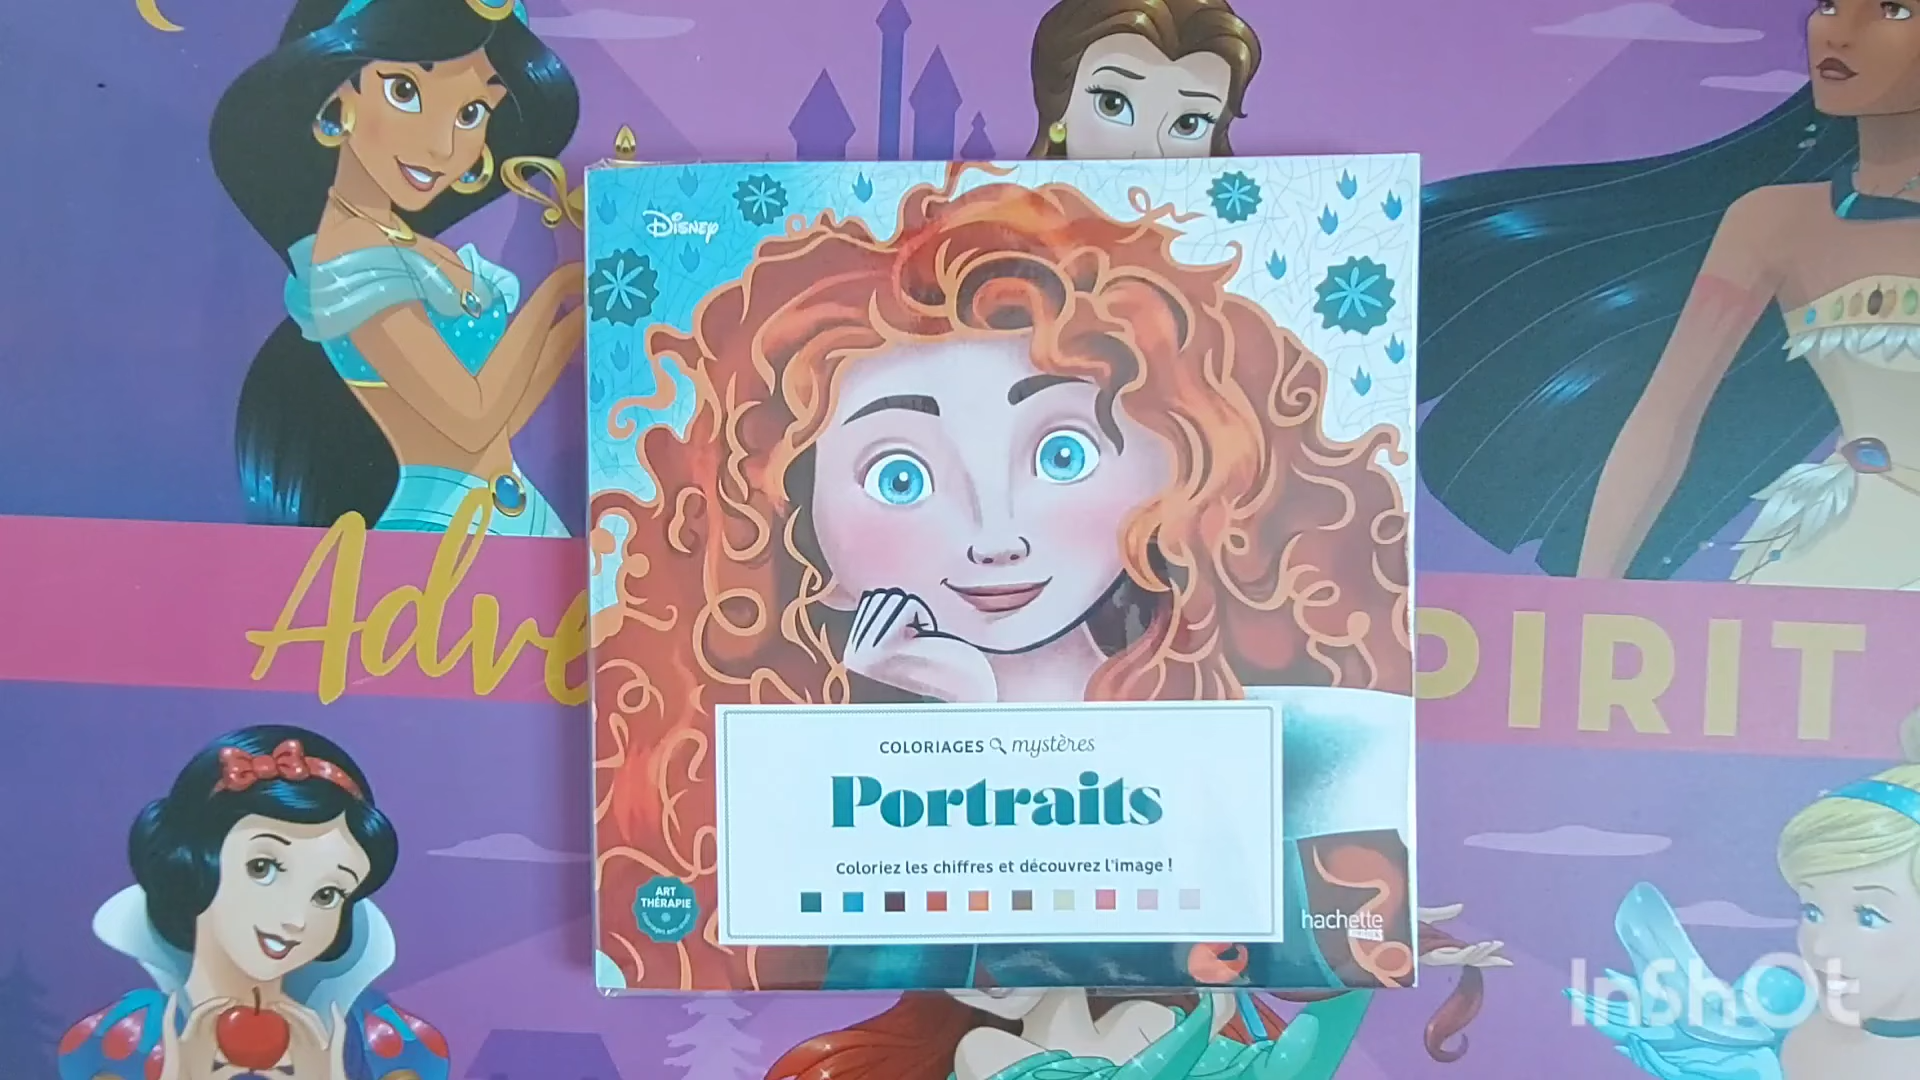 Disney
Adve
PIRIT
COLORIAGES mystères
Portraits
Coloriez les chiffres et découvrez l'image !
ART
THÉRAPIE
hachette
InShOt